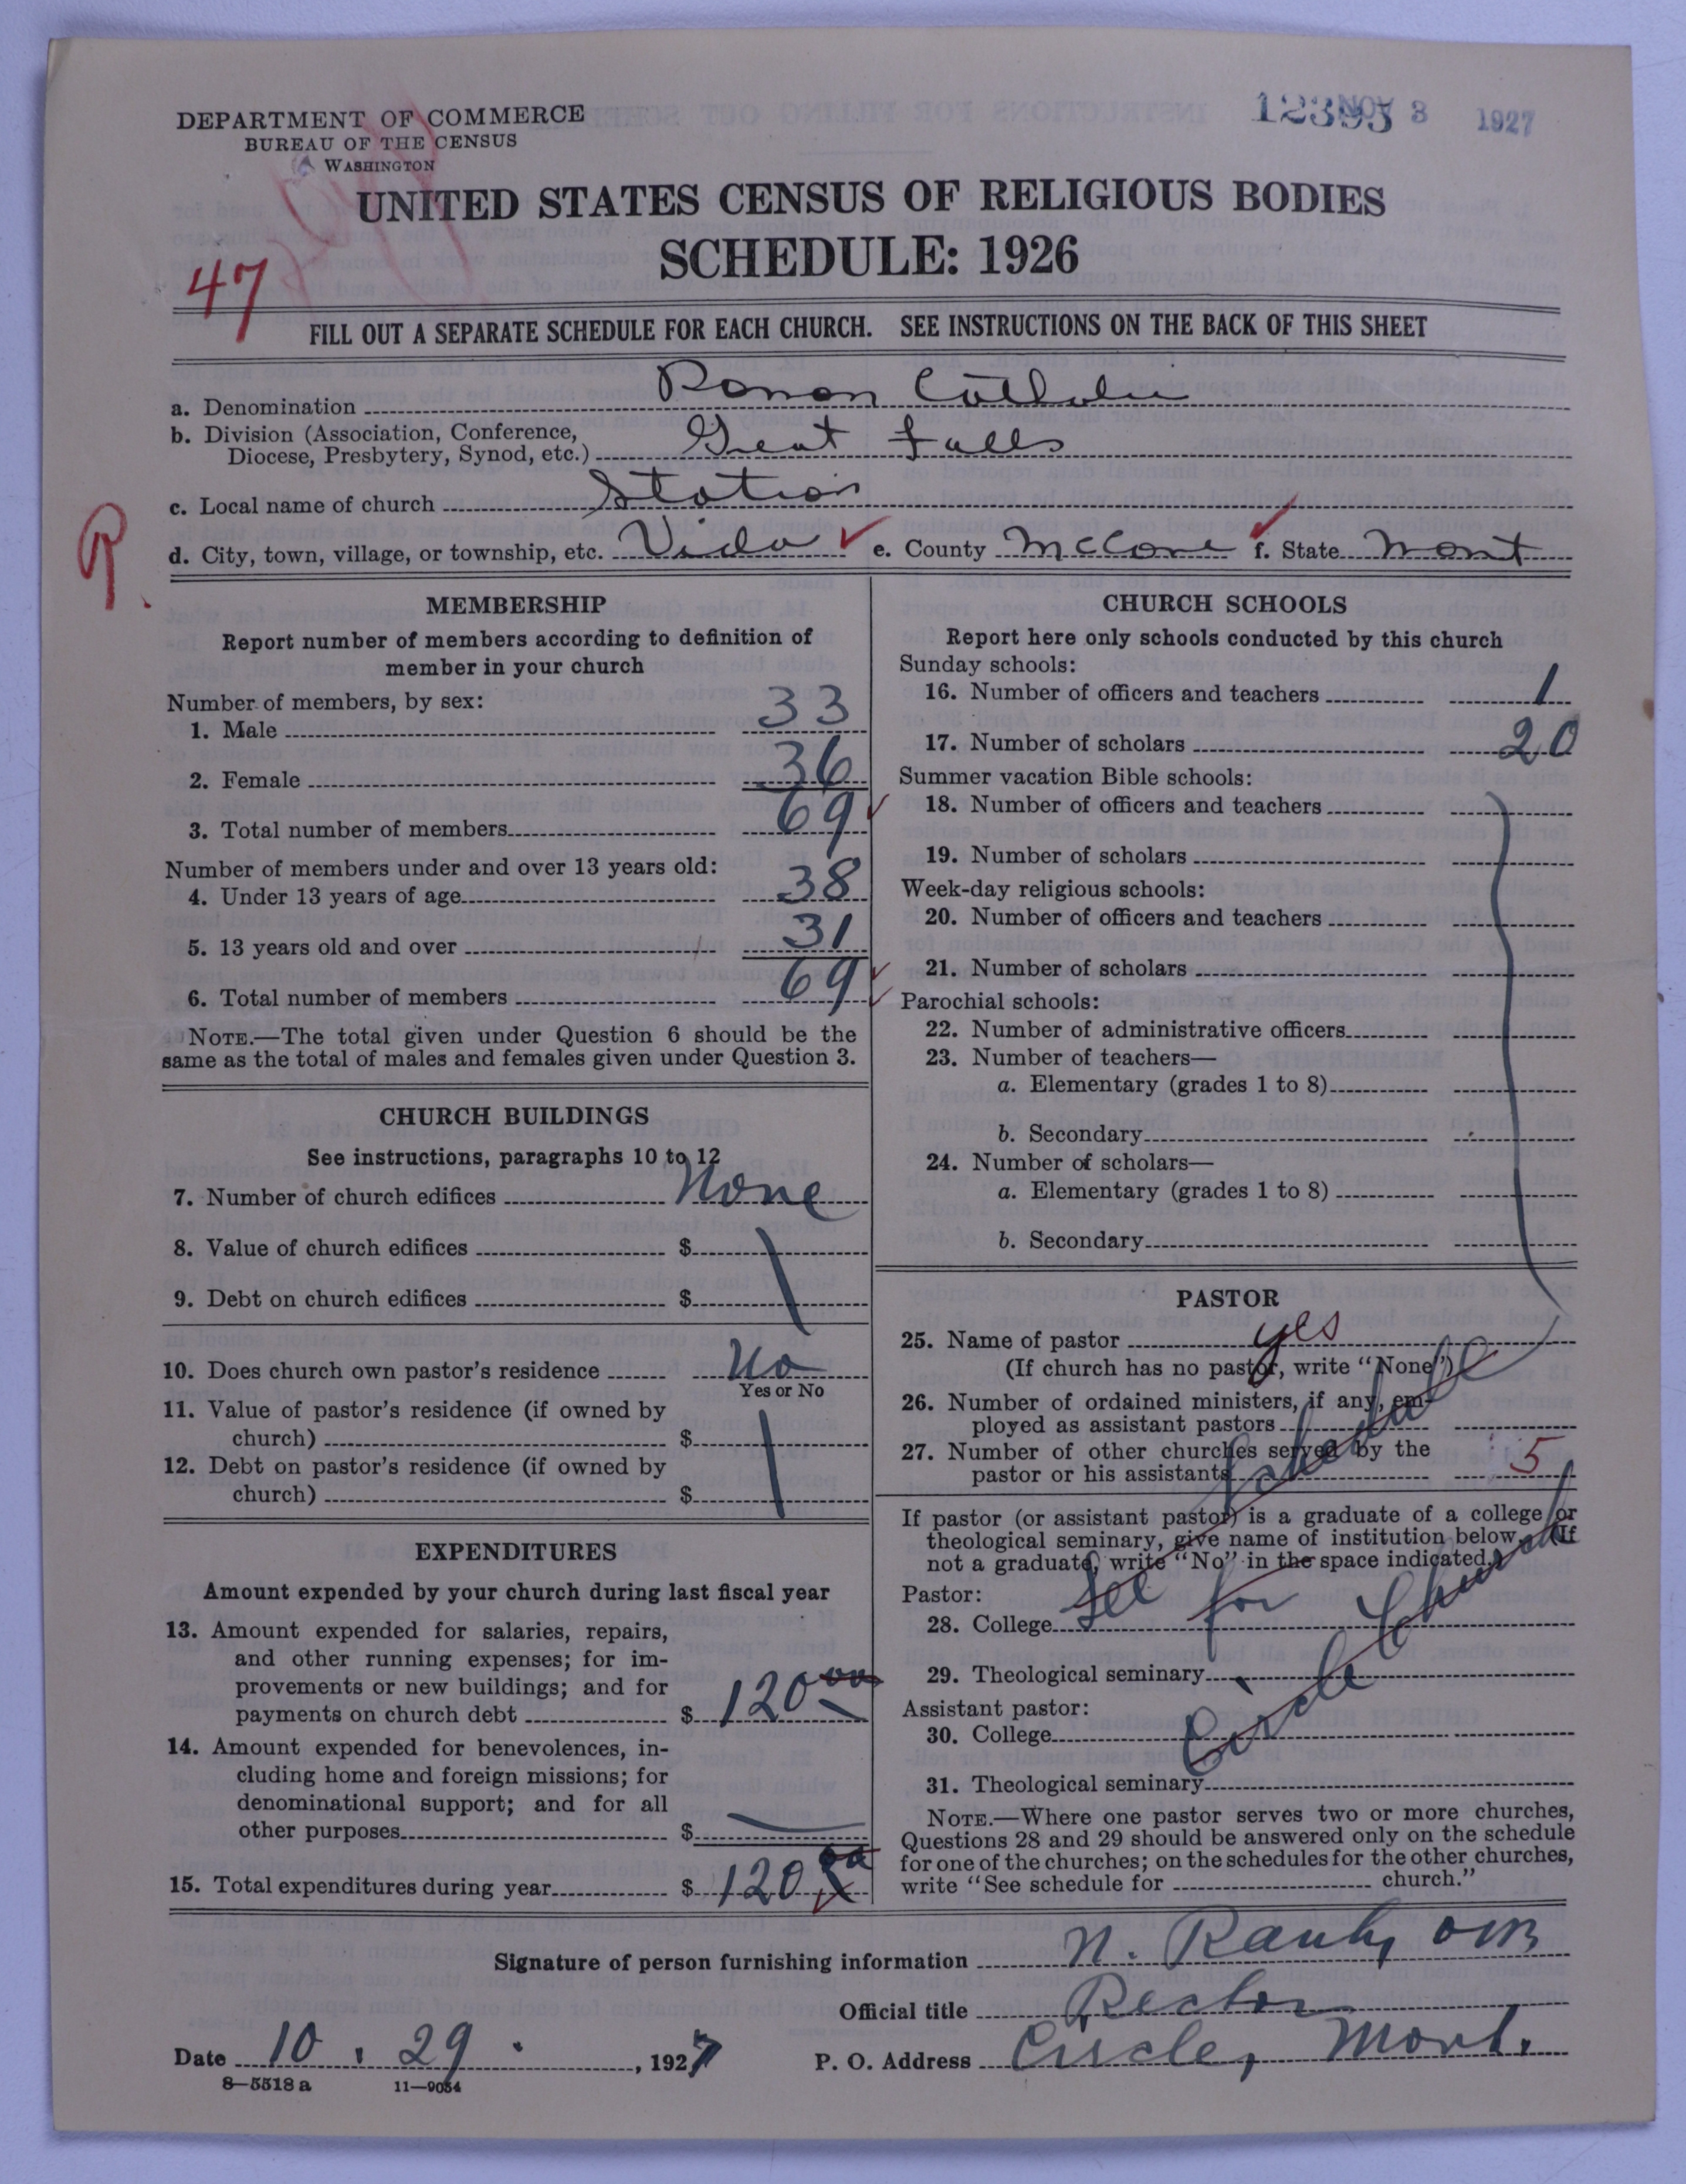 DEPARTMENT OF COMMERCE
BUREAU OF THE CENSUS
WASHINGTON
12395 NOV 3 1927
UNITED STATES CENSUS OF RELIGIOUS BODIES
SCHEDULE: 1926
47
FILL OUT A SEPARATE SCHEDULE FOR EACH CHURCH. SEE INSTRUCTIONS ON THE BACK OF THIS SHEET
a. Denomination Roman Catholic
b. Division (Association, Conference,
Diocese, Presbytery, Synod, etc.) Great Falls
c. Local name of church Station
R.
d. City, town, village, or township, etc. Vida ✓ e. County McCone ✓ f. State Mont
MEMBERSHIP
Report number of members according to definition of
member in your church
Number of members, by sex:
1. Male 33
2. Female 36
3. Total number of members 69 ✓
Number of members under and over 13 years old:
4. Under 13 years of age 38
5. 13 years old and over 31
6. Total number of members 69 ✓
NOTE.—The total given under Question 6 should be the
same as the total of males and females given under Question 3.
CHURCH BUILDINGS
See instructions, paragraphs 10 to 12
7. Number of church edifices None
8. Value of church edifices $
9. Debt on church edifices $
10. Does church own pastor's residence No
Yes or No
11. Value of pastor's residence (if owned by
church) $
12. Debt on pastor's residence (if owned by
church) $
EXPENDITURES
Amount expended by your church during last fiscal year
13. Amount expended for salaries, repairs,
and other running expenses; for im-
provements or new buildings; and for
payments on church debt $ 120 00
14. Amount expended for benevolences, in-
cluding home and foreign missions; for
denominational support; and for all
other purposes $ —
15. Total expenditures during year $ 120 00
CHURCH SCHOOLS
Report here only schools conducted by this church
Sunday schools:
16. Number of officers and teachers 1
17. Number of scholars 20
Summer vacation Bible schools:
18. Number of officers and teachers
19. Number of scholars
Week-day religious schools:
20. Number of officers and teachers
21. Number of scholars
Parochial schools:
22. Number of administrative officers
23. Number of teachers—
a. Elementary (grades 1 to 8)
b. Secondary
24. Number of scholars—
a. Elementary (grades 1 to 8)
b. Secondary
PASTOR
25. Name of pastor yes
(If church has no pastor, write "None")
26. Number of ordained ministers, if any, em-
ployed as assistant pastors
27. Number of other churches served by the
pastor or his assistants 5
If pastor (or assistant pastor) is a graduate of a college or
theological seminary, give name of institution below. (If
not a graduate, write "No" in the space indicated.)
Pastor:
28. College
29. Theological seminary
Assistant pastor:
30. College
31. Theological seminary
See Schedule for Circle Church
NOTE.—Where one pastor serves two or more churches,
Questions 28 and 29 should be answered only on the schedule
for one of the churches; on the schedules for the other churches,
write "See schedule for church."
Signature of person furnishing information N. Rauh, OMB
Official title Rector
Date 10. 29. , 1927 P. O. Address Circle, Mont.
8—5518 a 11—9054